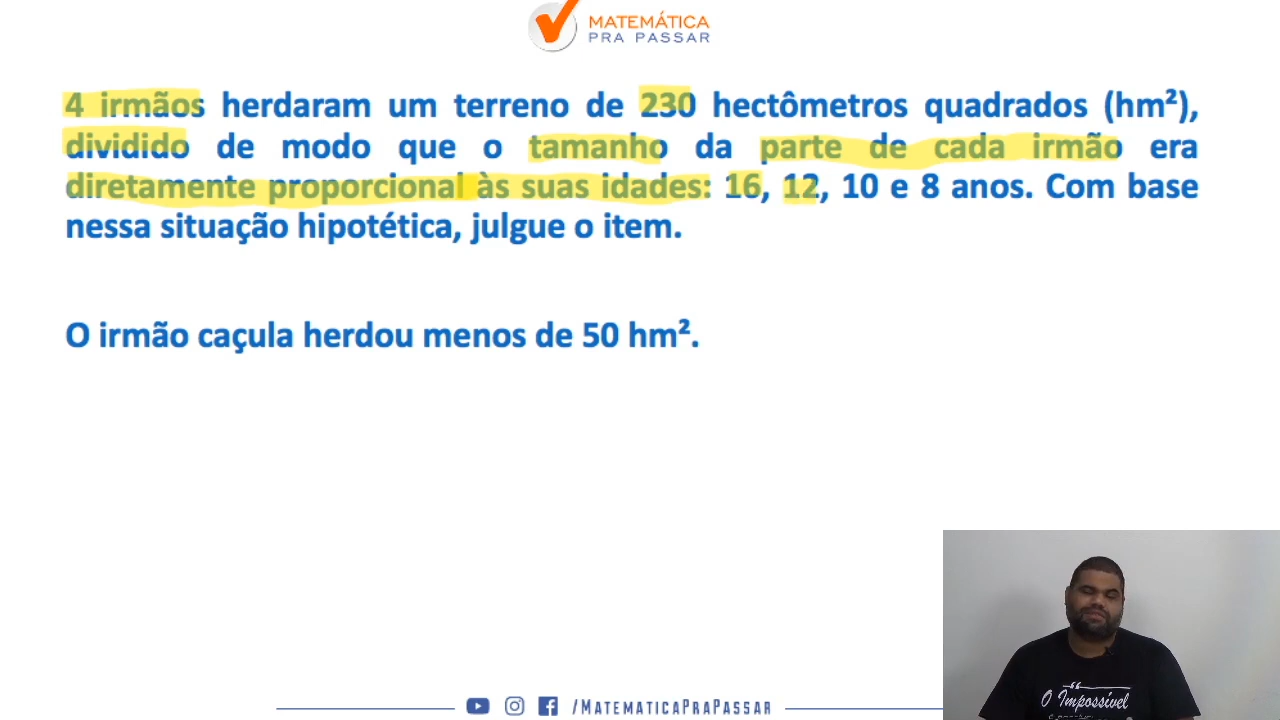 MATEMÁTICA
PRA PASSAR
4 irmãos herdaram um terreno de 230 hectômetros quadrados (hm²),
dividido de modo que o tamanho da parte de cada irmão era
diretamente proporcional às suas idades: 16, 12, 10 e 8 anos. Com base
nessa situação hipotética, julgue o item.
O irmão caçula herdou menos de 50 hm².
/MATEMATICAPRAPASSAR
O Impossível